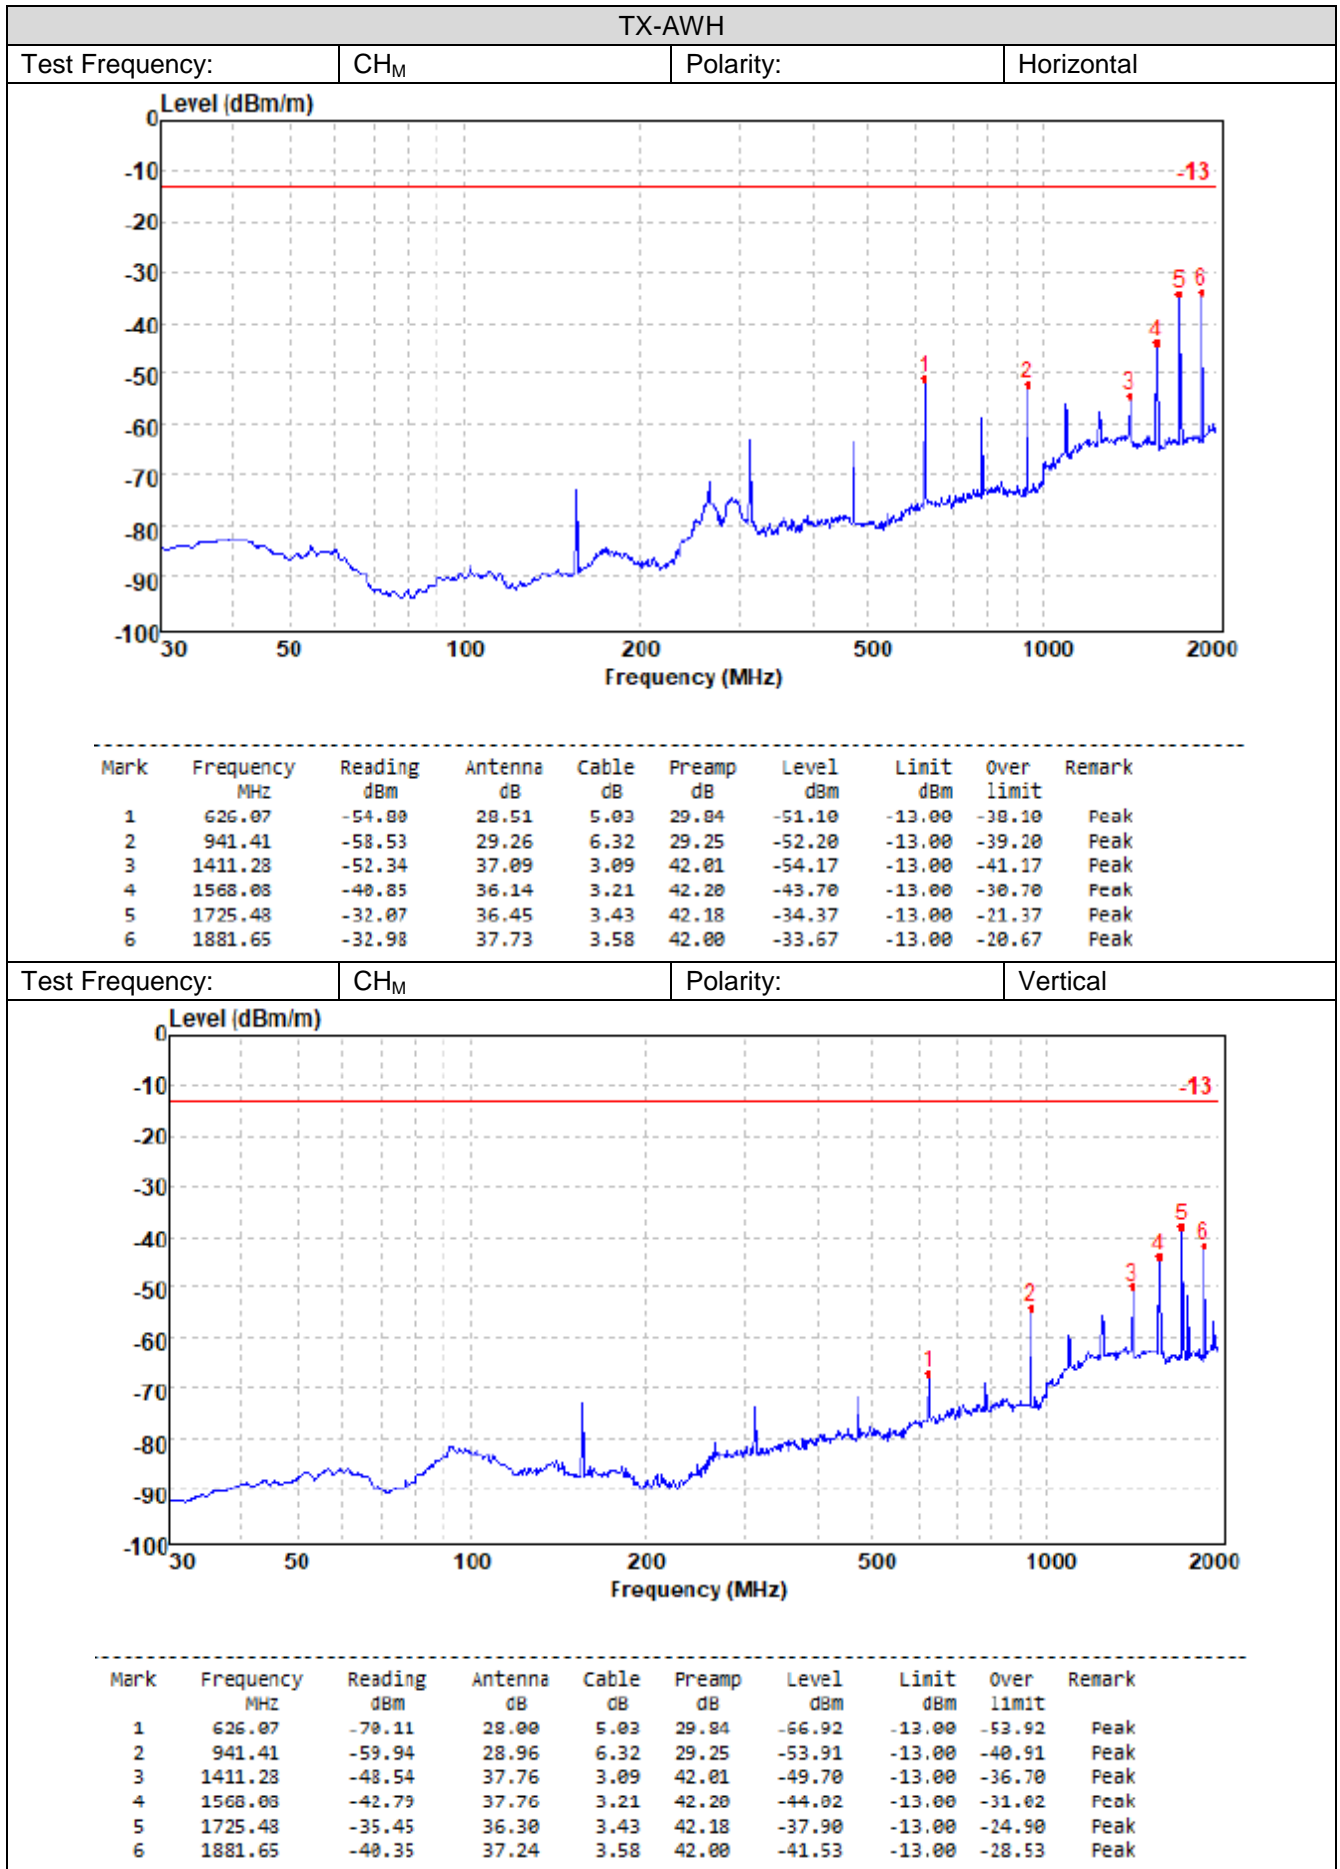 TX-AWH
Test Frequency: CHM Polarity: Horizontal
Level (dBm/m)
0
-10
-13
-20
-30
5 6
-40
4
-50
1 2 3
-60
-70
-80
-90
-100
30 50 100 200 500 1000 2000
Frequency (MHz)
Mark Frequency Reading Antenna Cable Preamp Level Limit Over Remark
MHz dBm dB dB dB dBm dBm limit
1 626.07 -54.80 28.51 5.03 29.84 -51.10 -13.00 -38.10 Peak
2 941.41 -58.53 29.26 6.32 29.25 -52.20 -13.00 -39.20 Peak
3 1411.28 -52.34 37.09 3.09 42.01 -54.17 -13.00 -41.17 Peak
4 1568.08 -40.85 36.14 3.21 42.20 -43.70 -13.00 -30.70 Peak
5 1725.48 -32.07 36.45 3.43 42.18 -34.37 -13.00 -21.37 Peak
6 1881.65 -32.98 37.73 3.58 42.00 -33.67 -13.00 -20.67 Peak
Test Frequency: CHM Polarity: Vertical
Level (dBm/m)
0
-10
-13
-20
-30
5
-40
4 6
-50
2 3
-60
1
-70
-80
-90
-100
30 50 100 200 500 1000 2000
Frequency (MHz)
Mark Frequency Reading Antenna Cable Preamp Level Limit Over Remark
MHz dBm dB dB dB dBm dBm limit
1 626.07 -70.11 28.00 5.03 29.84 -66.92 -13.00 -53.92 Peak
2 941.41 -59.94 28.96 6.32 29.25 -53.91 -13.00 -40.91 Peak
3 1411.28 -48.54 37.76 3.09 42.01 -49.70 -13.00 -36.70 Peak
4 1568.08 -42.79 37.76 3.21 42.20 -44.02 -13.00 -31.02 Peak
5 1725.48 -35.45 36.30 3.43 42.18 -37.90 -13.00 -24.90 Peak
6 1881.65 -40.35 37.24 3.58 42.00 -41.53 -13.00 -28.53 Peak